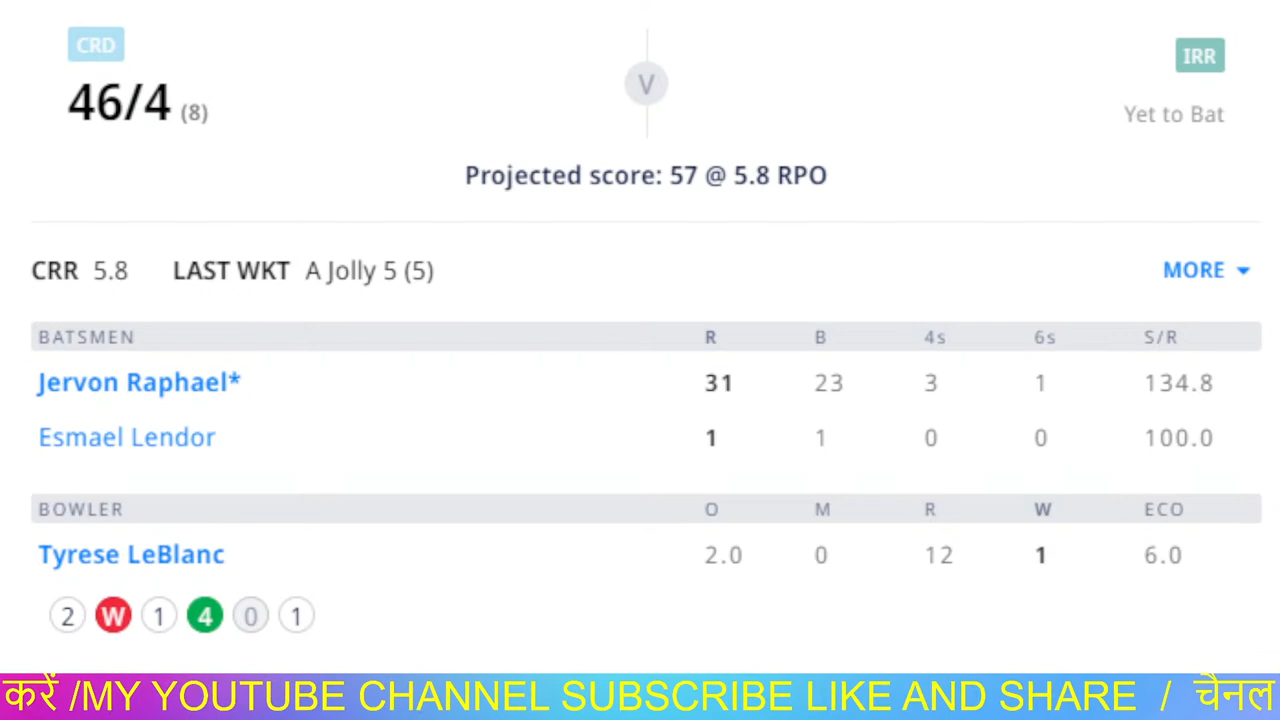 CRD
46/4 (8)
V
IRR
Yet to Bat
Projected score: 57 @ 5.8 RPO
CRR 5.8 LAST WKT A Jolly 5 (5) MORE
BATSMEN R B 4s 6s S/R
Jervon Raphael* 31 23 3 1 134.8
Esmael Lendor 1 1 0 0 100.0
BOWLER O M R W ECO
Tyrese LeBlanc 2.0 0 12 1 6.0
2 W 1 4 0 1
करें /MY YOUTUBE CHANNEL SUBSCRIBE LIKE AND SHARE / चैनल